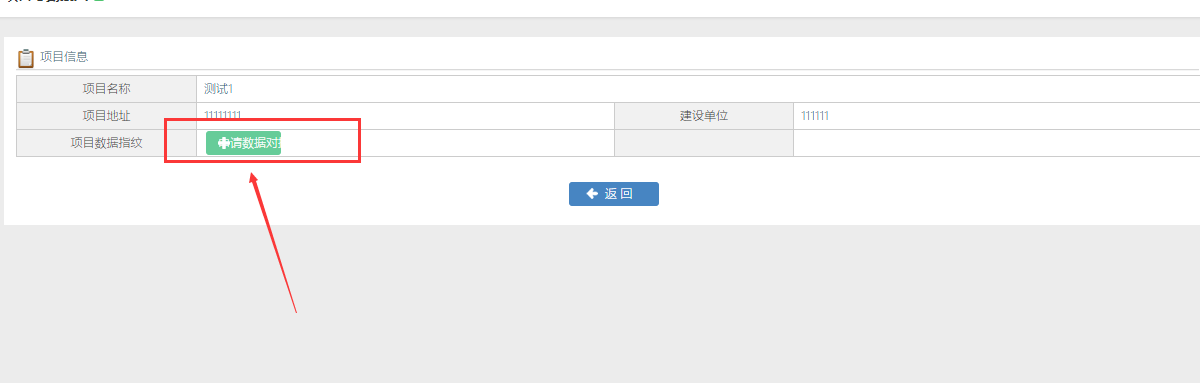 项目信息
项目名称 测试1
项目地址 11111111 建设单位 111111
项目数据指纹 请数据对
返回